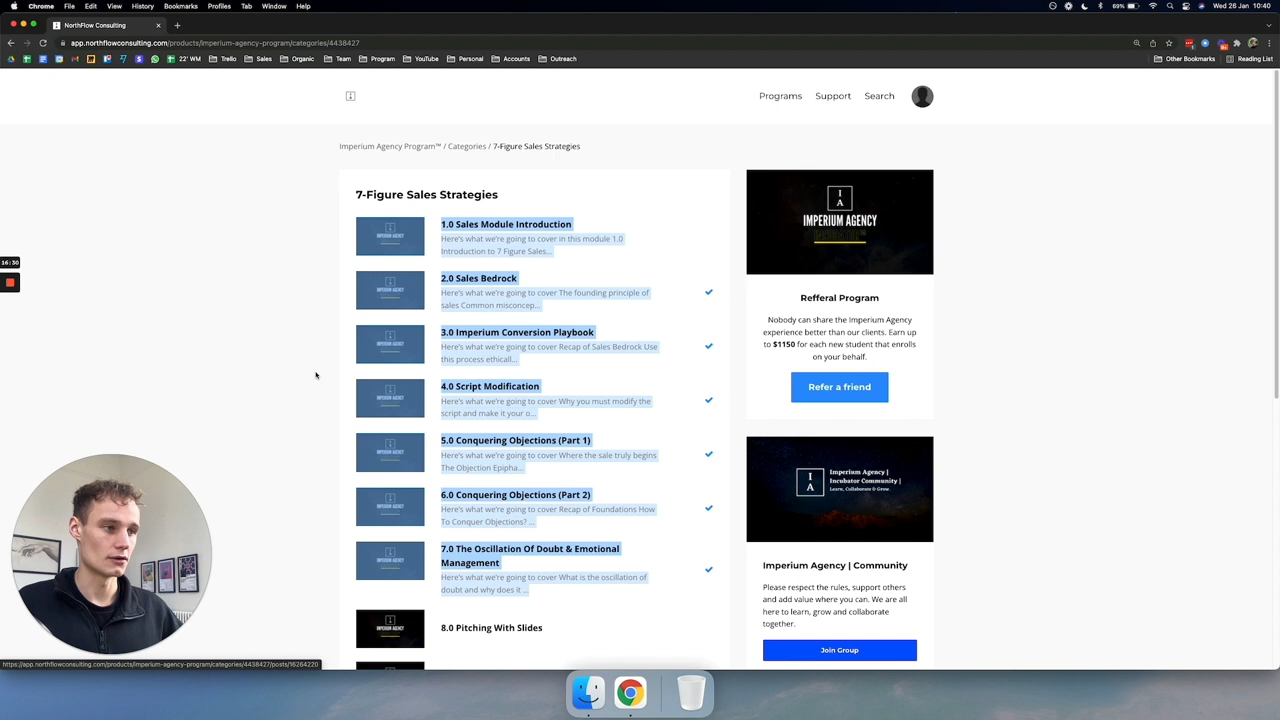 Chrome File Edit View History Bookmarks Profiles Tab Window Help 69% Wed 26 Jan 10:40
NorthFlow Consulting
app.northflowconsulting.com/products/imperium-agency-program/categories/4438427
22' WM Trello Sales Organic Team Program YouTube Personal Accounts Outreach Other Bookmarks Reading List
Programs Support Search
Imperium Agency Program™ / Categories / 7-Figure Sales Strategies
7-Figure Sales Strategies
1.0 Sales Module Introduction
Here's what we're going to cover in this module 1.0
Introduction to 7 Figure Sales...
2.0 Sales Bedrock
Here's what we're going to cover The founding principle of
sales Common misconcep...
3.0 Imperium Conversion Playbook
Here's what we're going to cover Recap of Sales Bedrock Use
this process ethicall...
4.0 Script Modification
Here's what we're going to cover Why you must modify the
script and make it your o...
5.0 Conquering Objections (Part 1)
Here's what we're going to cover Where the sale truly begins
The Objection Epipha...
6.0 Conquering Objections (Part 2)
Here's what we're going to cover Recap of Foundations How
To Conquer Objections? ...
7.0 The Oscillation Of Doubt & Emotional
Management
Here's what we're going to cover What is the oscillation of
doubt and why does it ...
8.0 Pitching With Slides
I
A
IMPERIUM AGENCY
Refferal Program
Nobody can share the Imperium Agency
experience better than our clients. Earn up
to $1150 for each new student that enrolls
on your behalf.
Refer a friend
I
A
Imperium Agency |
Incubator Community |
Learn, Collaborate & Grow.
Imperium Agency | Community
Please respect the rules, support others
and add value where you can. We are all
here to learn, grow and collaborate
together.
Join Group
16:30
https://app.northflowconsulting.com/products/imperium-agency-program/categories/4438427/posts/16264220